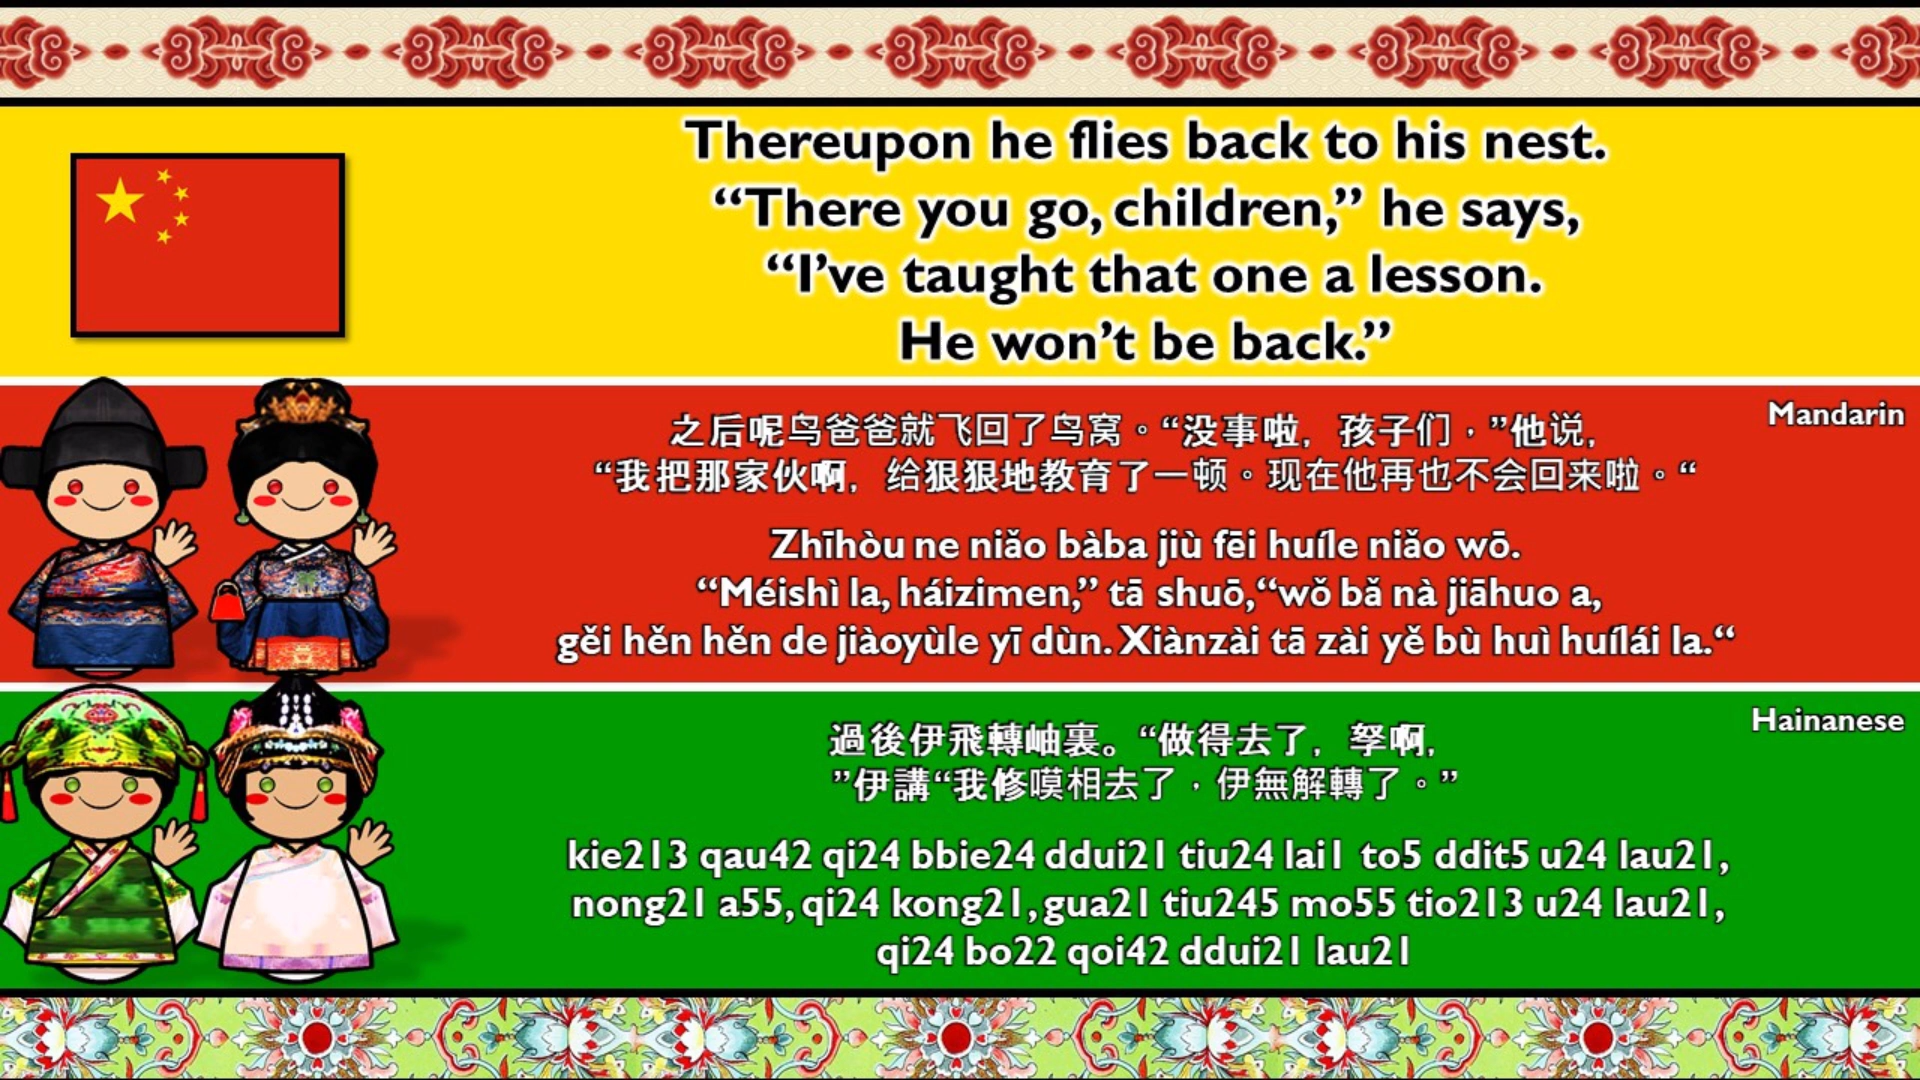 Thereupon he flies back to his nest.
“There you go, children,” he says,
“I’ve taught that one a lesson.
He won’t be back.”
Mandarin
之后呢鸟爸爸就飞回了鸟窝。“没事啦，孩子们，”他说，
“我把那家伙啊，给狠狠地教育了一顿。现在他再也不会回来啦。“
Zhīhòu ne niǎo bàba jiù fēi huíle niǎo wō.
“Méishì la, háizimen,” tā shuō,“wǒ bǎ nà jiāhuo a,
gěi hěn hěn de jiàoyùle yī dùn. Xiànzài tā zài yě bù huì huílái la.“
Hainanese
過後伊飛轉岫裏。“做得去了，孥啊，
”伊講“我修嘆相去了，伊無解轉了。”
kie213 qau42 qi24 bbie24 ddui21 tiu24 lai1 to5 ddit5 u24 lau21,
nong21 a55, qi24 kong21, gua21 tiu245 mo55 tio213 u24 lau21,
qi24 bo22 qoi42 ddui21 lau21